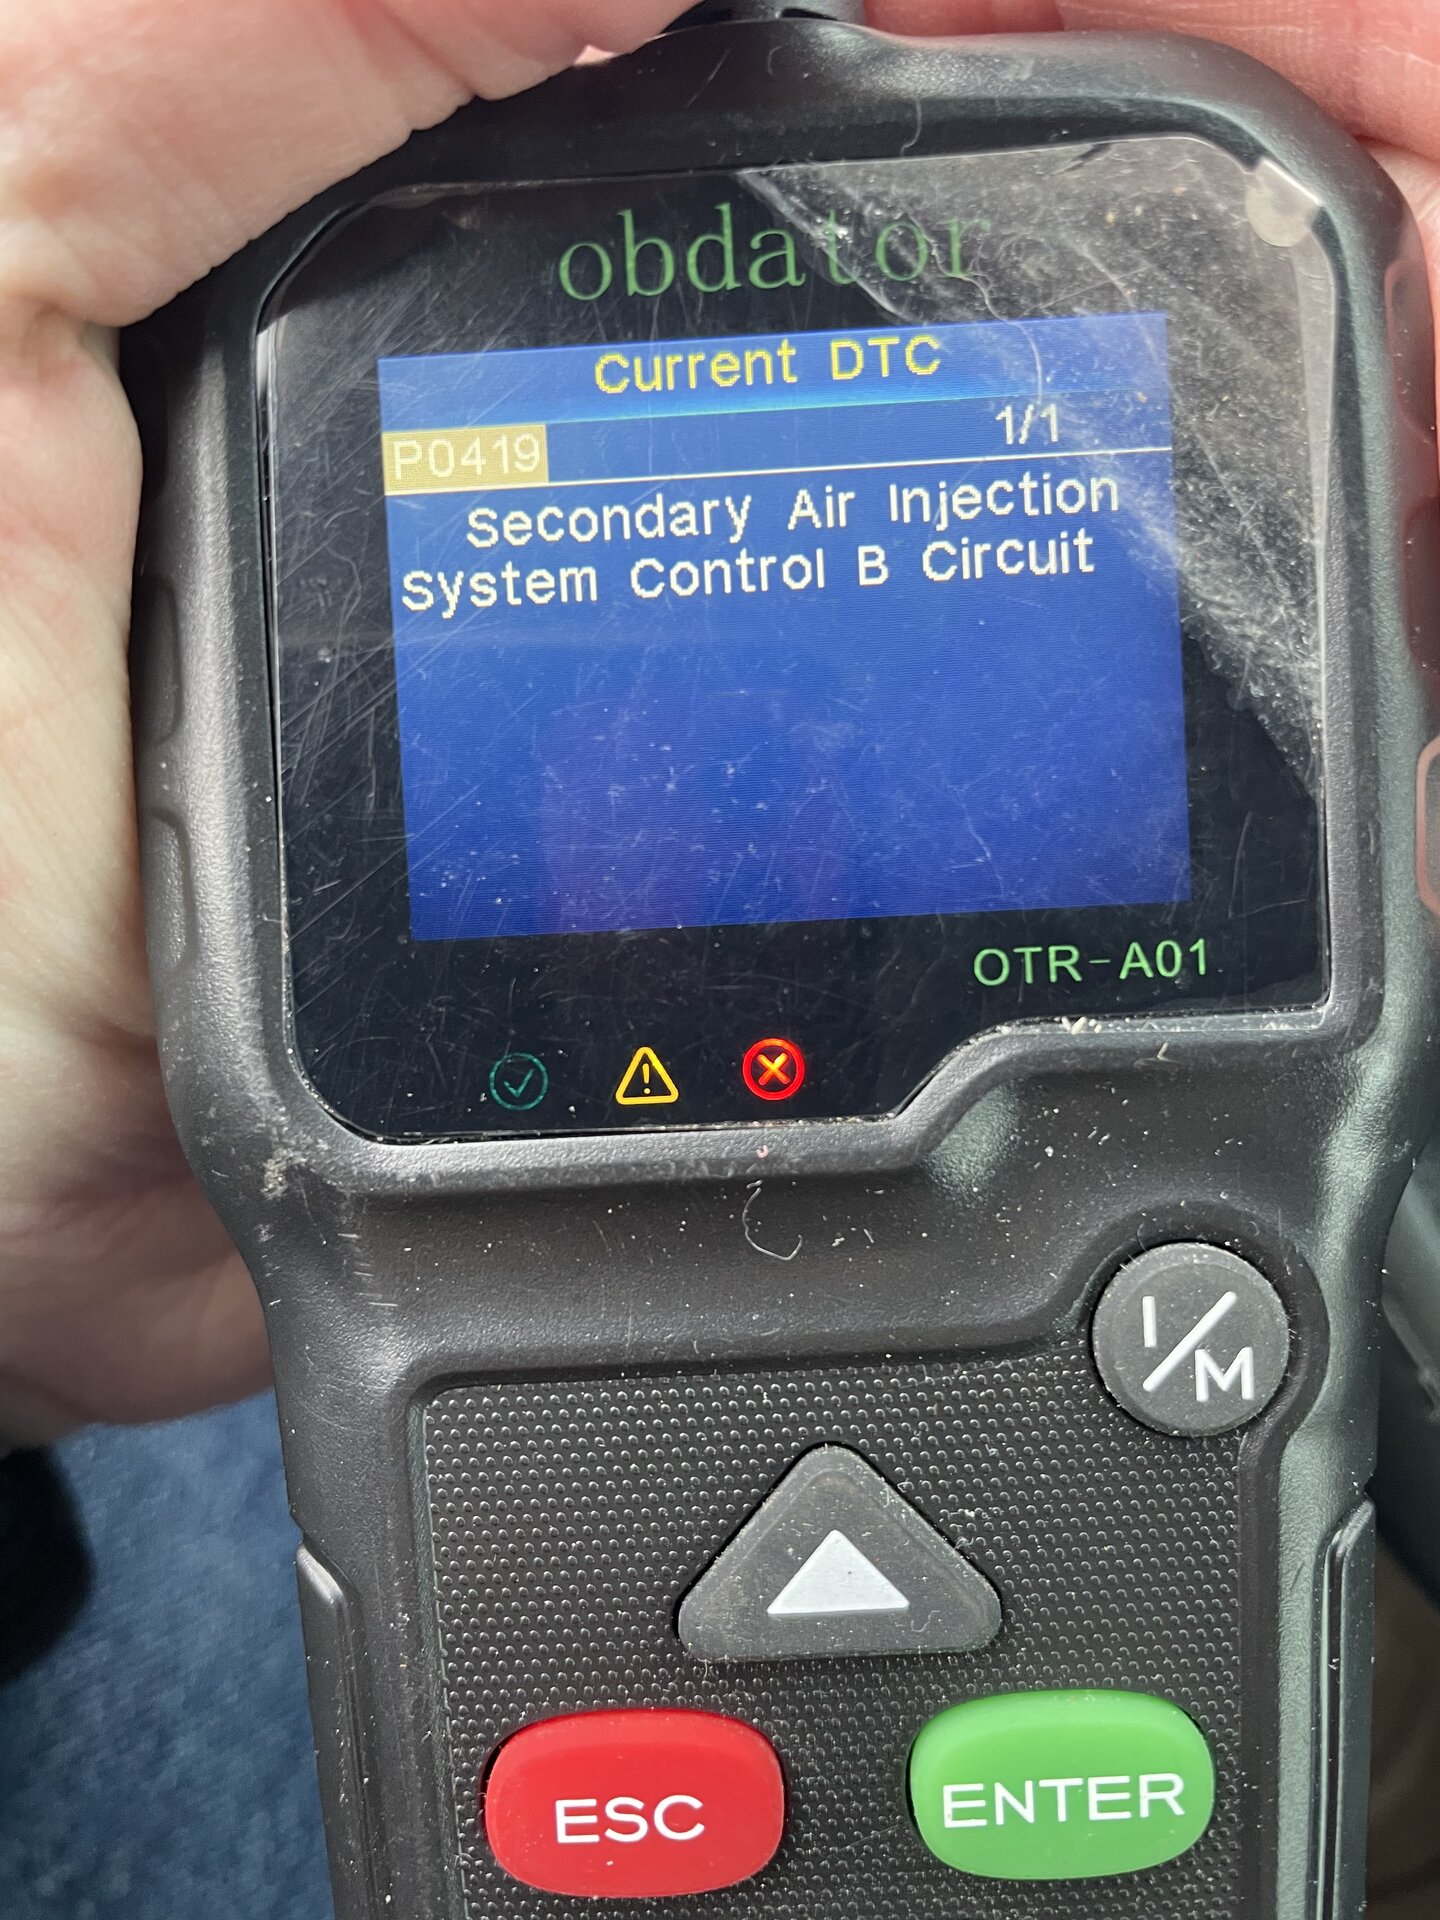 obdator
Current DTC
P0419 1/1
Secondary Air Injection
System Control B Circuit
OTR-A01
I/M
ESC
ENTER